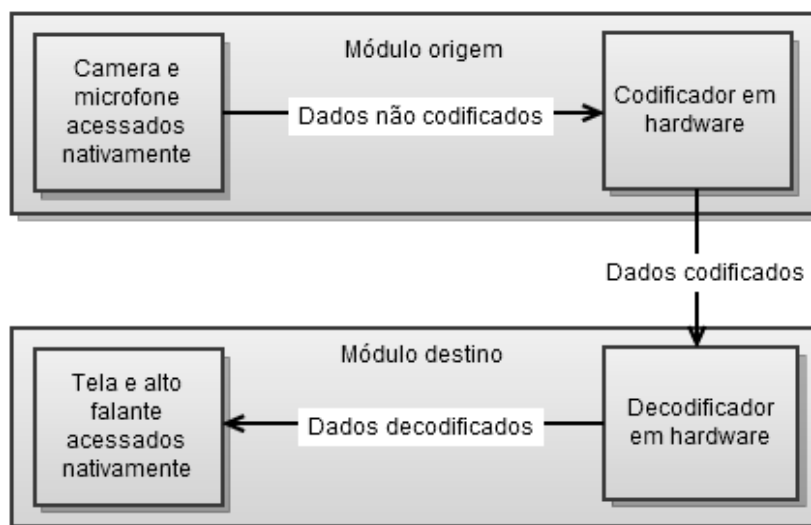 Módulo origem
Camera e
microfone
acessados
nativamente
Dados não codificados
Codificador em
hardware
Dados codificados
Módulo destino
Tela e alto
falante
acessados
nativamente
Dados decodificados
Decodificador
em hardware